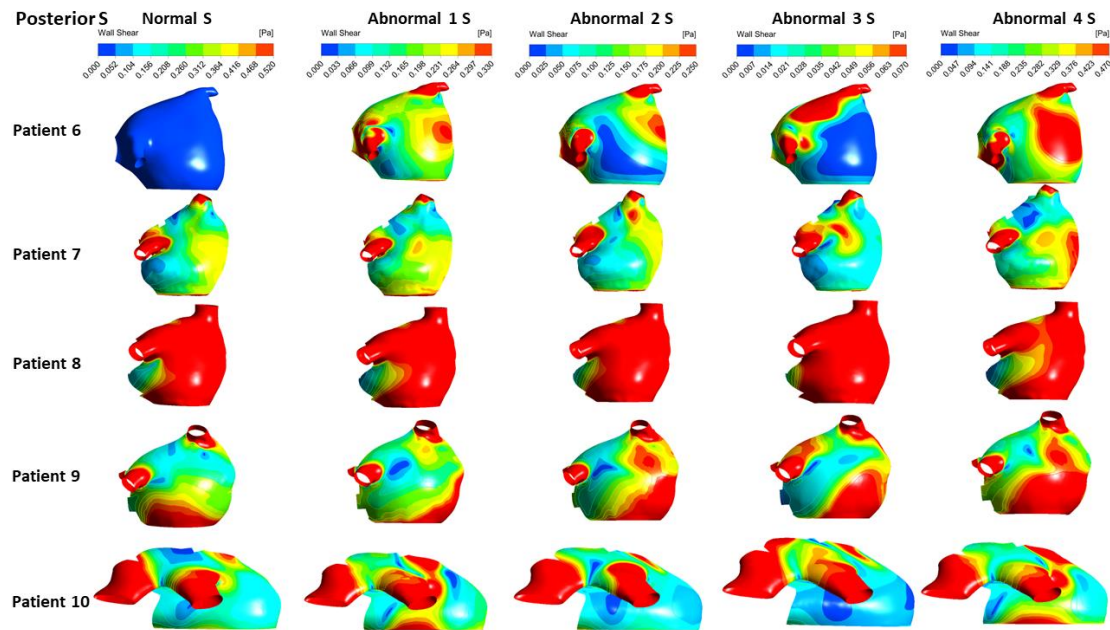 Posterior S Normal S Abnormal 1 S Abnormal 2 S Abnormal 3 S Abnormal 4 S
Wall Shear [Pa] Wall Shear [Pa] Wall Shear [Pa] Wall Shear [Pa] Wall Shear [Pa]
0.000 0.052 0.104 0.156 0.208 0.260 0.312 0.364 0.416 0.468 0.520
0.000 0.033 0.066 0.099 0.132 0.165 0.198 0.231 0.264 0.297 0.330
0.000 0.025 0.050 0.075 0.100 0.125 0.150 0.175 0.200 0.225 0.250
0.000 0.007 0.014 0.021 0.028 0.035 0.042 0.049 0.056 0.063 0.070
0.000 0.047 0.094 0.141 0.188 0.235 0.282 0.329 0.376 0.423 0.470
Patient 6
Patient 7
Patient 8
Patient 9
Patient 10